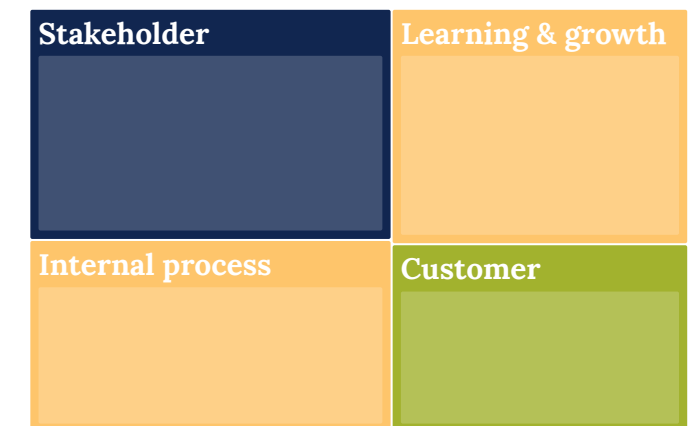 Stakeholder
Learning & growth
Internal process
Customer